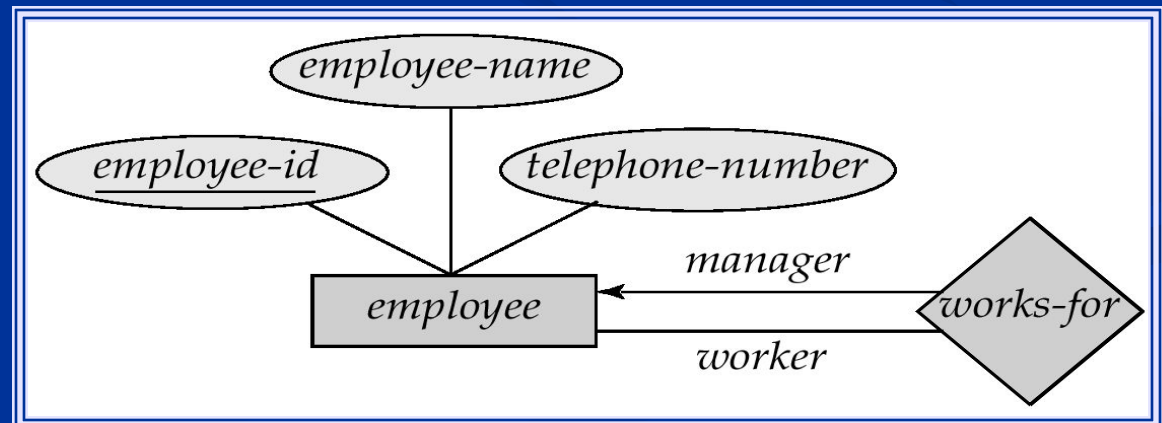 employee-name
employee-id
telephone-number
manager
employee
works-for
worker